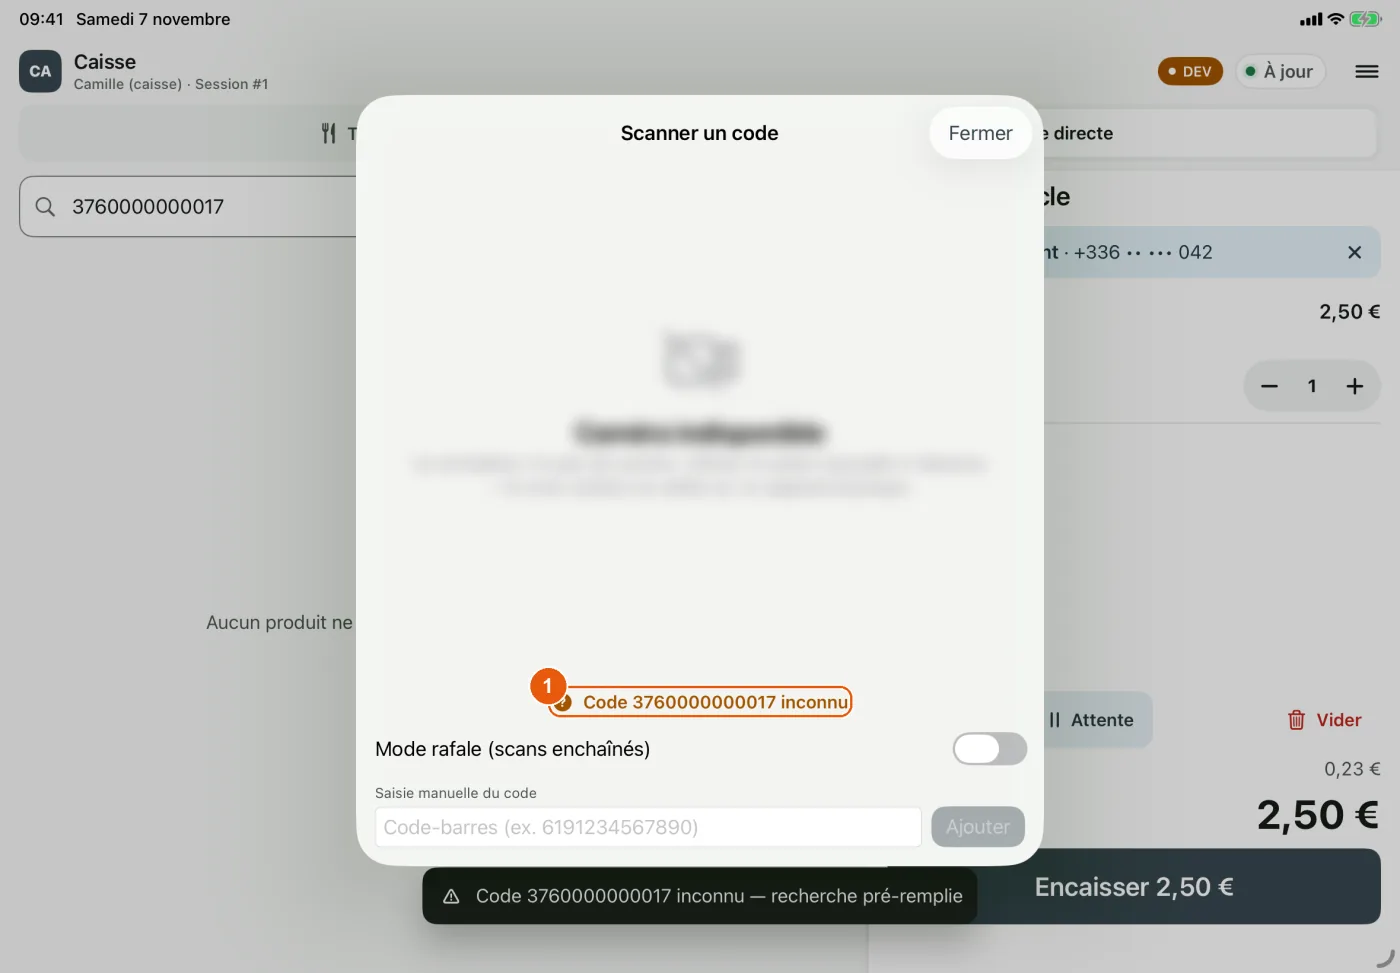 09:41 Samedi 7 novembre
CA
Caisse
Camille (caisse) · Session #1
DEV
À jour
Scanner un code
Fermer
directe
3760000000017
+336 •• ••• 042
2,50 €
1
Aucun produit ne
1
Code 3760000000017 inconnu
Mode rafale (scans enchaînés)
Attente
Vider
0,23 €
Saisie manuelle du code
Code-barres (ex. 6191234567890)
Ajouter
2,50 €
Code 3760000000017 inconnu — recherche pré-remplie
Encaisser 2,50 €